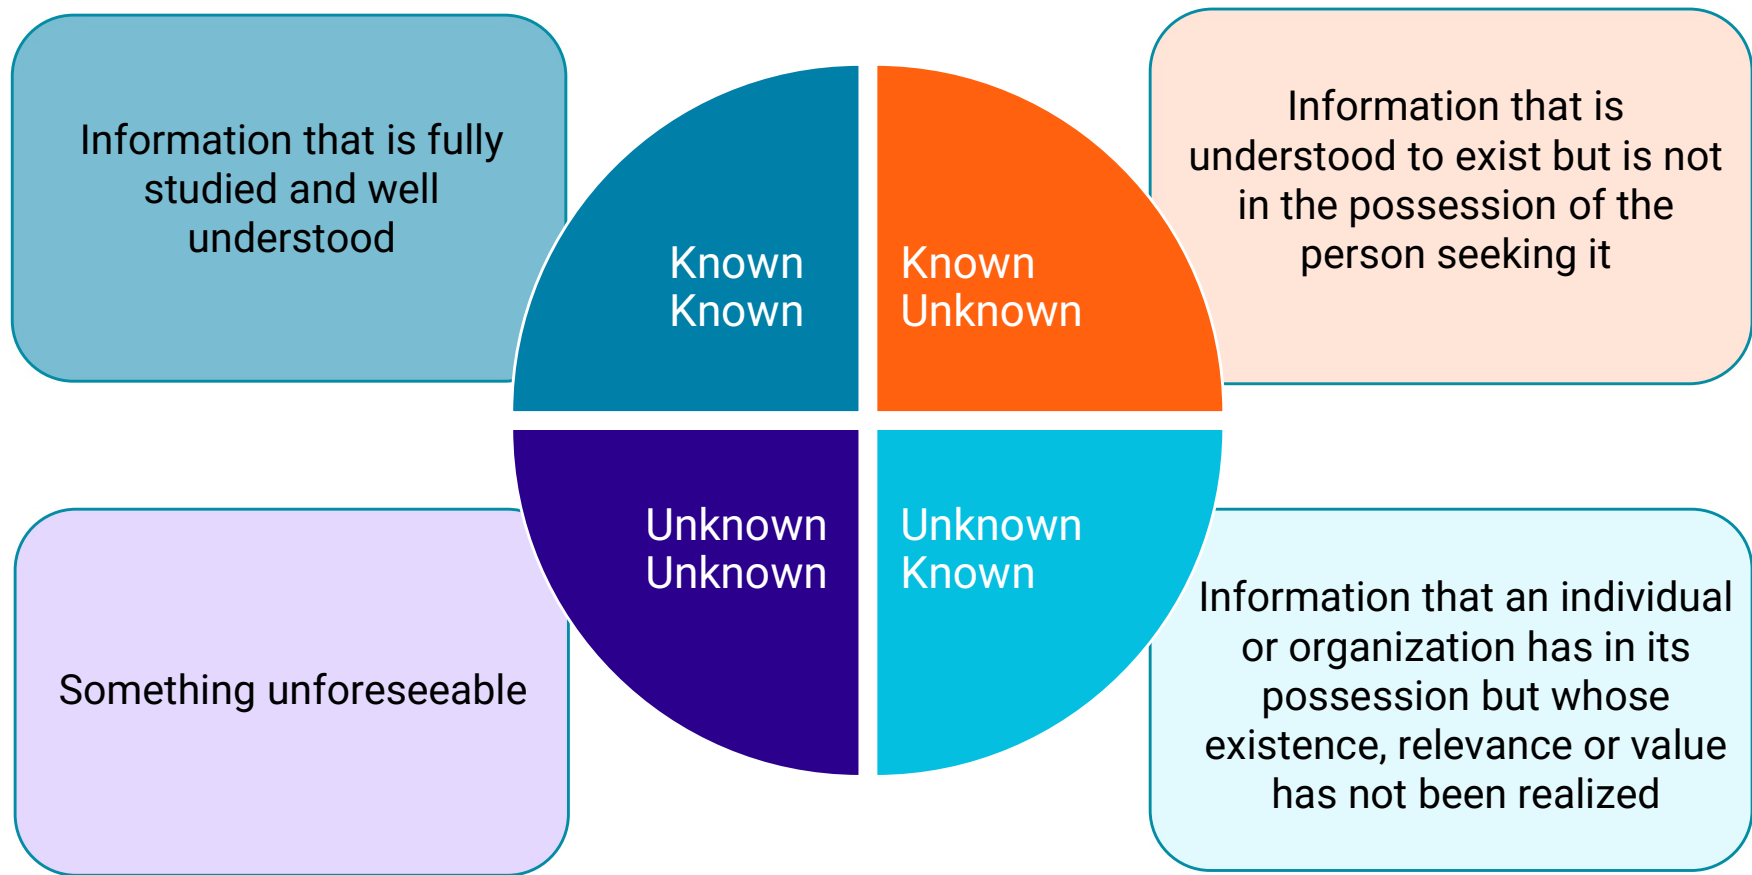 Information that is fully
studied and well
understood
Known
Known
Known
Unknown
Information that is
understood to exist but is not
in the possession of the
person seeking it
Something unforeseeable
Unknown
Unknown
Unknown
Known
Information that an individual
or organization has in its
possession but whose
existence, relevance or value
has not been realized